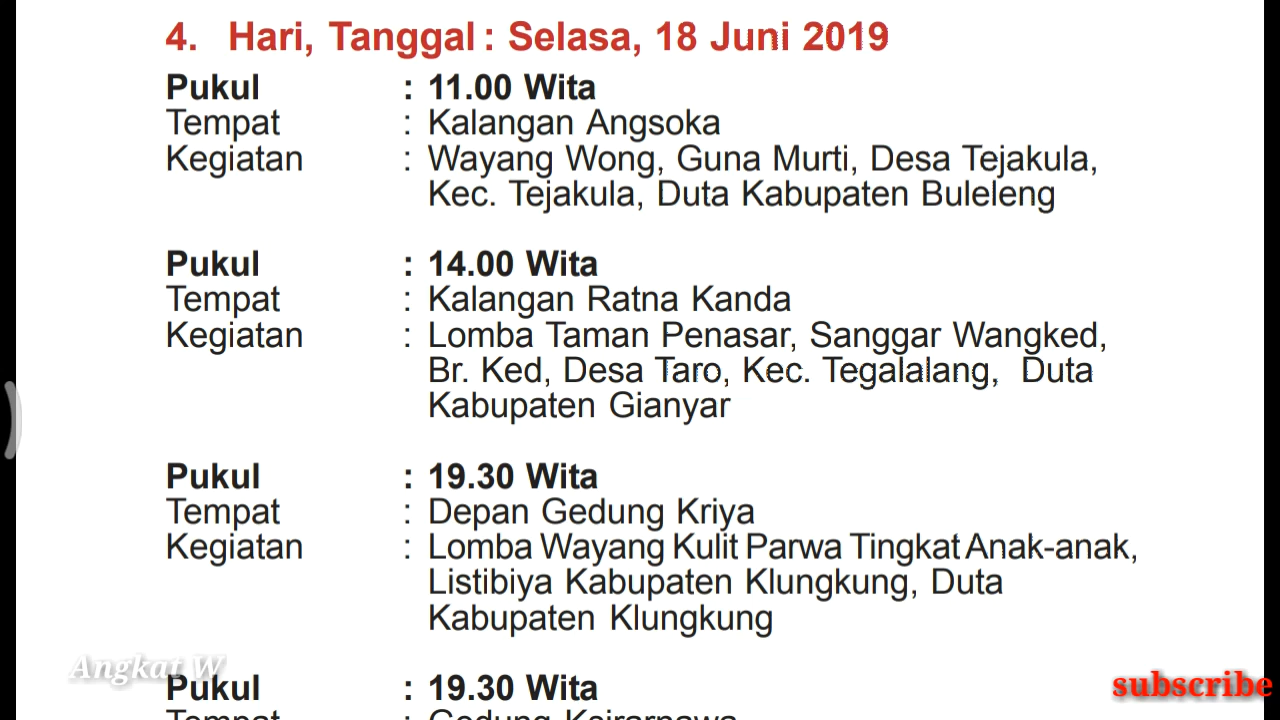 4. Hari, Tanggal : Selasa, 18 Juni 2019
Pukul : 11.00 Wita
Tempat : Kalangan Angsoka
Kegiatan : Wayang Wong, Guna Murti, Desa Tejakula,
Kec. Tejakula, Duta Kabupaten Buleleng
Pukul : 14.00 Wita
Tempat : Kalangan Ratna Kanda
Kegiatan : Lomba Taman Penasar, Sanggar Wangked,
Br. Ked, Desa Taro, Kec. Tegalalang, Duta
Kabupaten Gianyar
Pukul : 19.30 Wita
Tempat : Depan Gedung Kriya
Kegiatan : Lomba Wayang Kulit Parwa Tingkat Anak-anak,
Listibiya Kabupaten Klungkung, Duta
Kabupaten Klungkung
Angkat W
Pukul : 19.30 Wita
subscribe
Tempat : Gedung